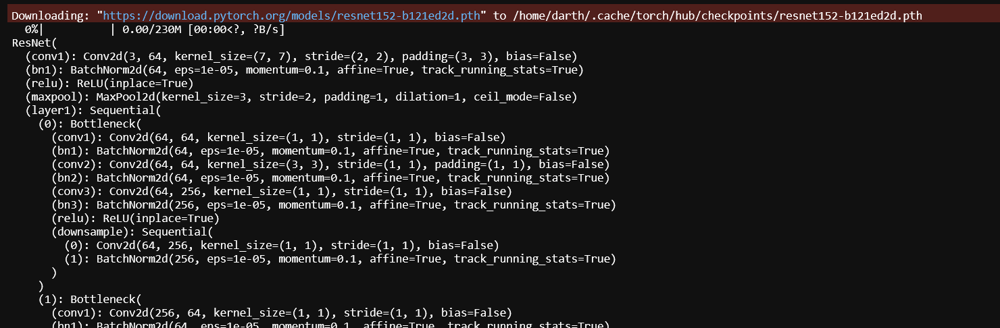 Downloading: "https://download.pytorch.org/models/resnet152-b121ed2d.pth" to /home/darth/.cache/torch/hub/checkpoints/resnet152-b121ed2d.pth
  0%|          | 0.00/230M [00:00<?, ?B/s]
ResNet(
  (conv1): Conv2d(3, 64, kernel_size=(7, 7), stride=(2, 2), padding=(3, 3), bias=False)
  (bn1): BatchNorm2d(64, eps=1e-05, momentum=0.1, affine=True, track_running_stats=True)
  (relu): ReLU(inplace=True)
  (maxpool): MaxPool2d(kernel_size=3, stride=2, padding=1, dilation=1, ceil_mode=False)
  (layer1): Sequential(
    (0): Bottleneck(
      (conv1): Conv2d(64, 64, kernel_size=(1, 1), stride=(1, 1), bias=False)
      (bn1): BatchNorm2d(64, eps=1e-05, momentum=0.1, affine=True, track_running_stats=True)
      (conv2): Conv2d(64, 64, kernel_size=(3, 3), stride=(1, 1), padding=(1, 1), bias=False)
      (bn2): BatchNorm2d(64, eps=1e-05, momentum=0.1, affine=True, track_running_stats=True)
      (conv3): Conv2d(64, 256, kernel_size=(1, 1), stride=(1, 1), bias=False)
      (bn3): BatchNorm2d(256, eps=1e-05, momentum=0.1, affine=True, track_running_stats=True)
      (relu): ReLU(inplace=True)
      (downsample): Sequential(
        (0): Conv2d(64, 256, kernel_size=(1, 1), stride=(1, 1), bias=False)
        (1): BatchNorm2d(256, eps=1e-05, momentum=0.1, affine=True, track_running_stats=True)
      )
    )
    (1): Bottleneck(
      (conv1): Conv2d(256, 64, kernel_size=(1, 1), stride=(1, 1), bias=False)
      (bn1): BatchNorm2d(64, eps=1e-05, momentum=0.1, affine=True, track_running_stats=True)